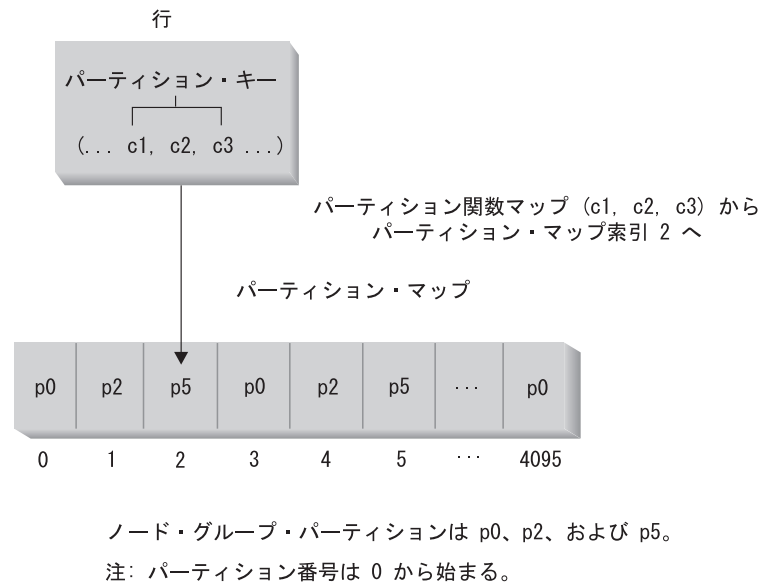 行
パーティション・キー
(... c1, c2, c3 ...)
パーティション関数マップ (c1, c2, c3) から
パーティション・マップ索引 2 へ
パーティション・マップ
p0 p2 p5 p0 p2 p5 ... p0
0 1 2 3 4 5 ... 4095
ノード・グループ・パーティションは p0、p2、および p5。
注: パーティション番号は 0 から始まる。